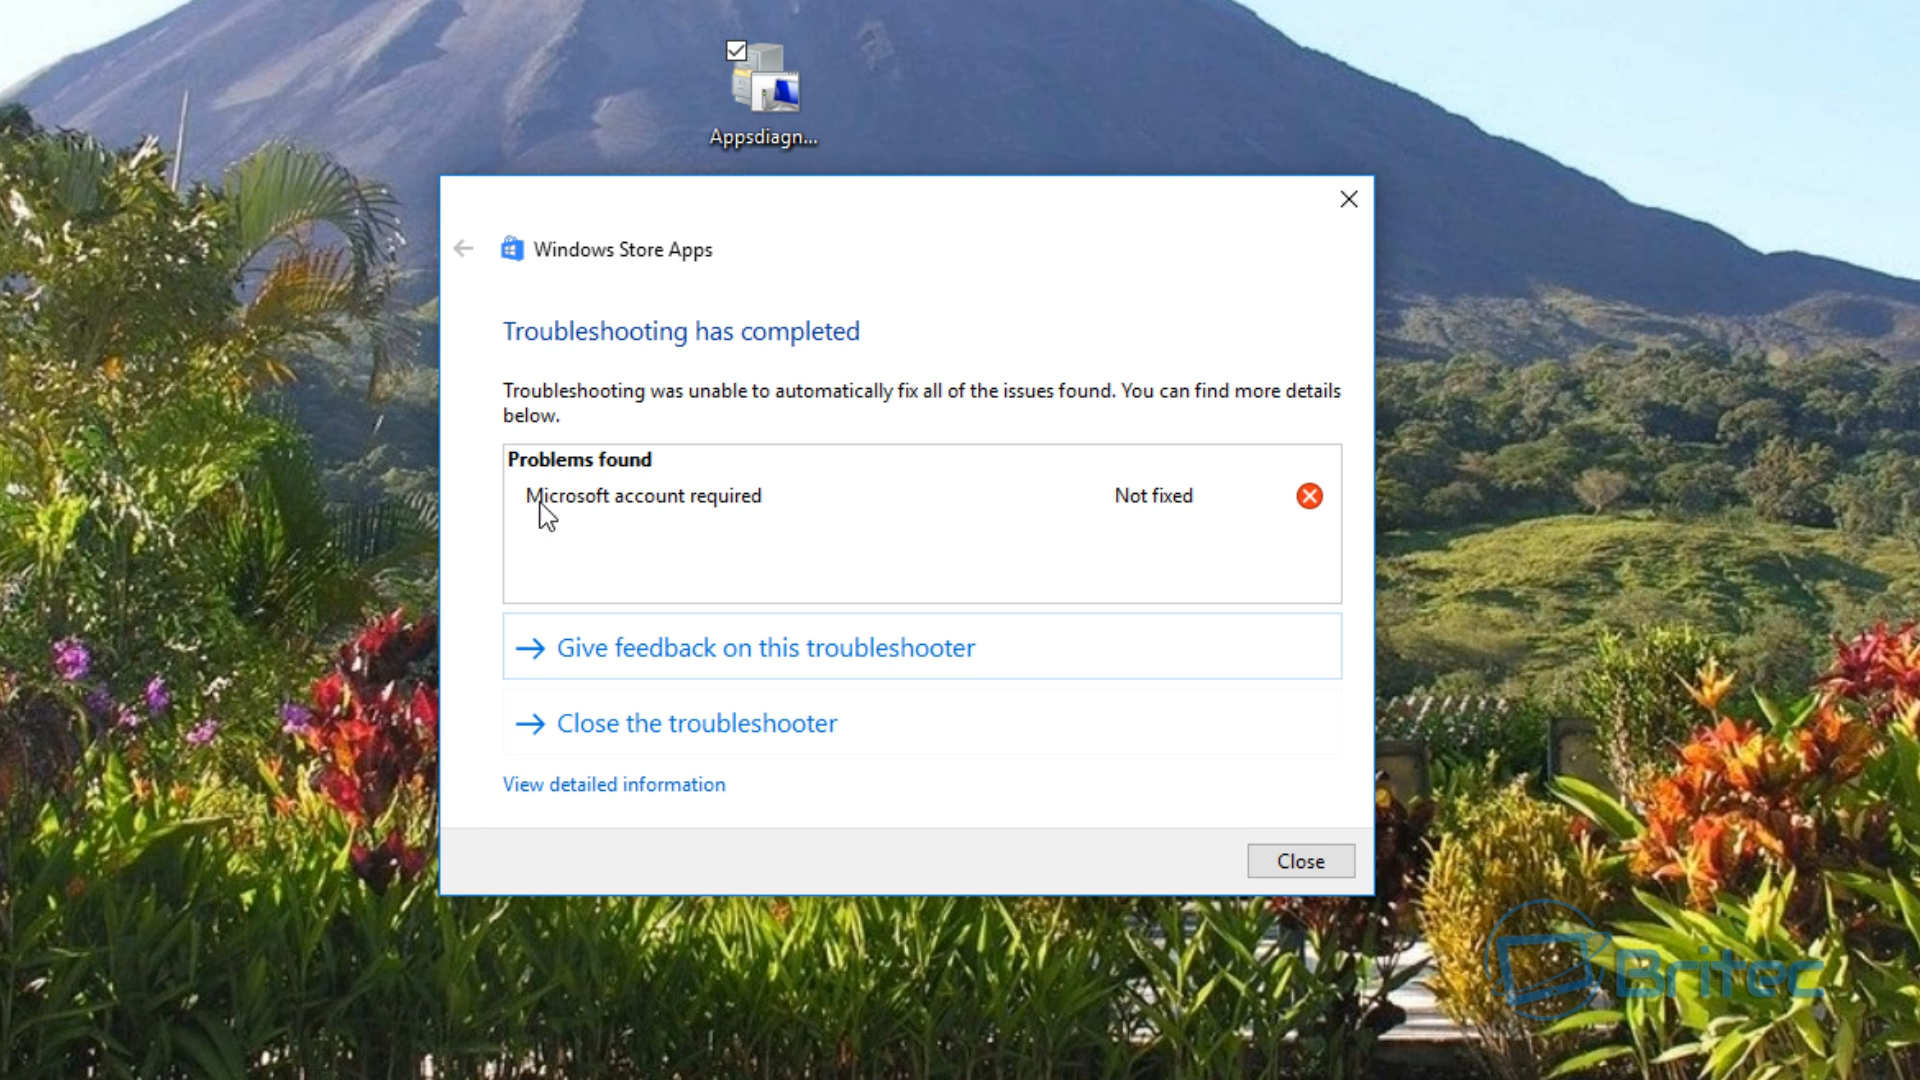 Appsdiagn...
Windows Store Apps
Troubleshooting has completed
Troubleshooting was unable to automatically fix all of the issues found. You can find more details
below.
Problems found
Microsoft account required Not fixed
Give feedback on this troubleshooter
Close the troubleshooter
View detailed information
Close
Britec